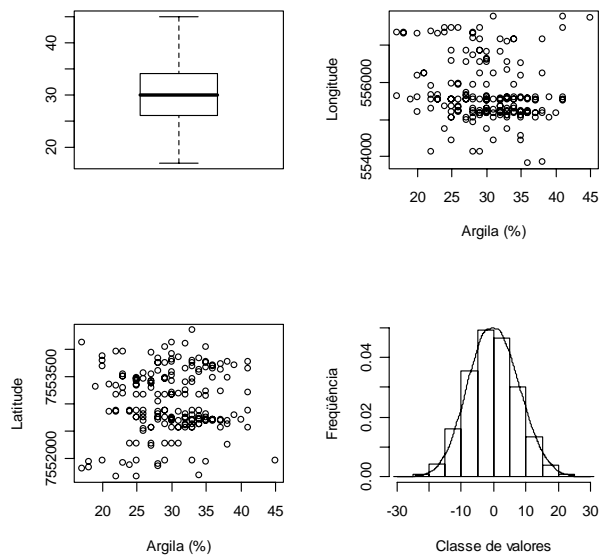 40
30
20
Longitude
556000
554000
20 25 30 35 40 45
Argila (%)
Latitude
7553500
7552000
20 25 30 35 40 45
Argila (%)
Freqüência
0.04
0.02
0.00
-30 -10 0 10 20 30
Classe de valores